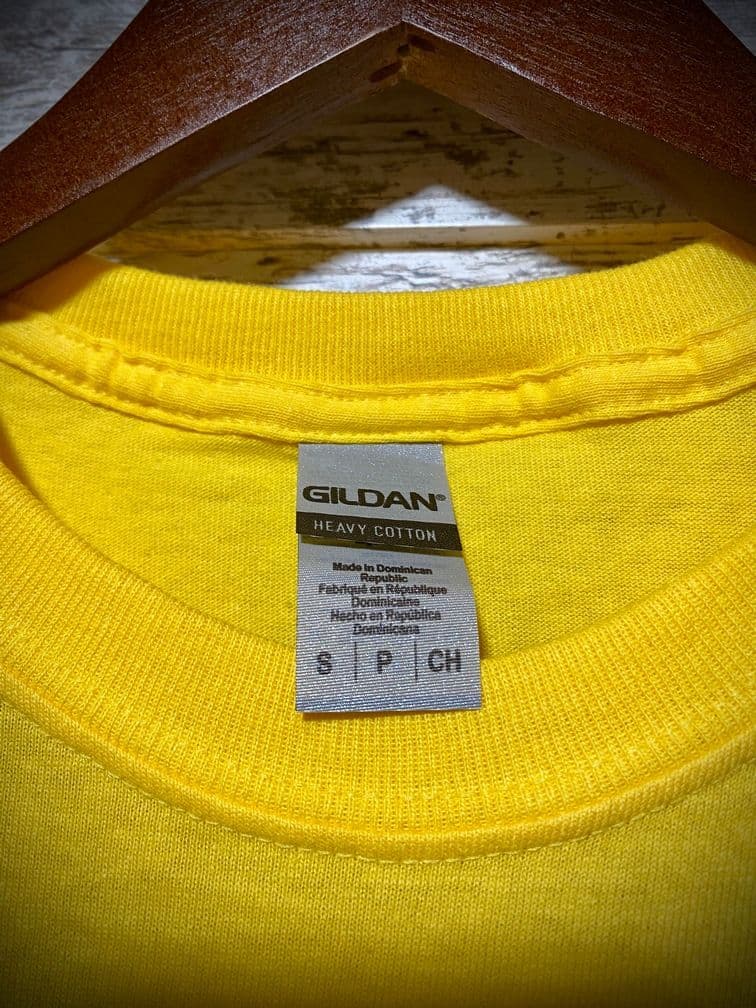 GILDAN®
HEAVY COTTON
Made in Dominican
Republic
Fabriqué en République
Dominicaine
Hecho en República
Dominicana
S | P | CH